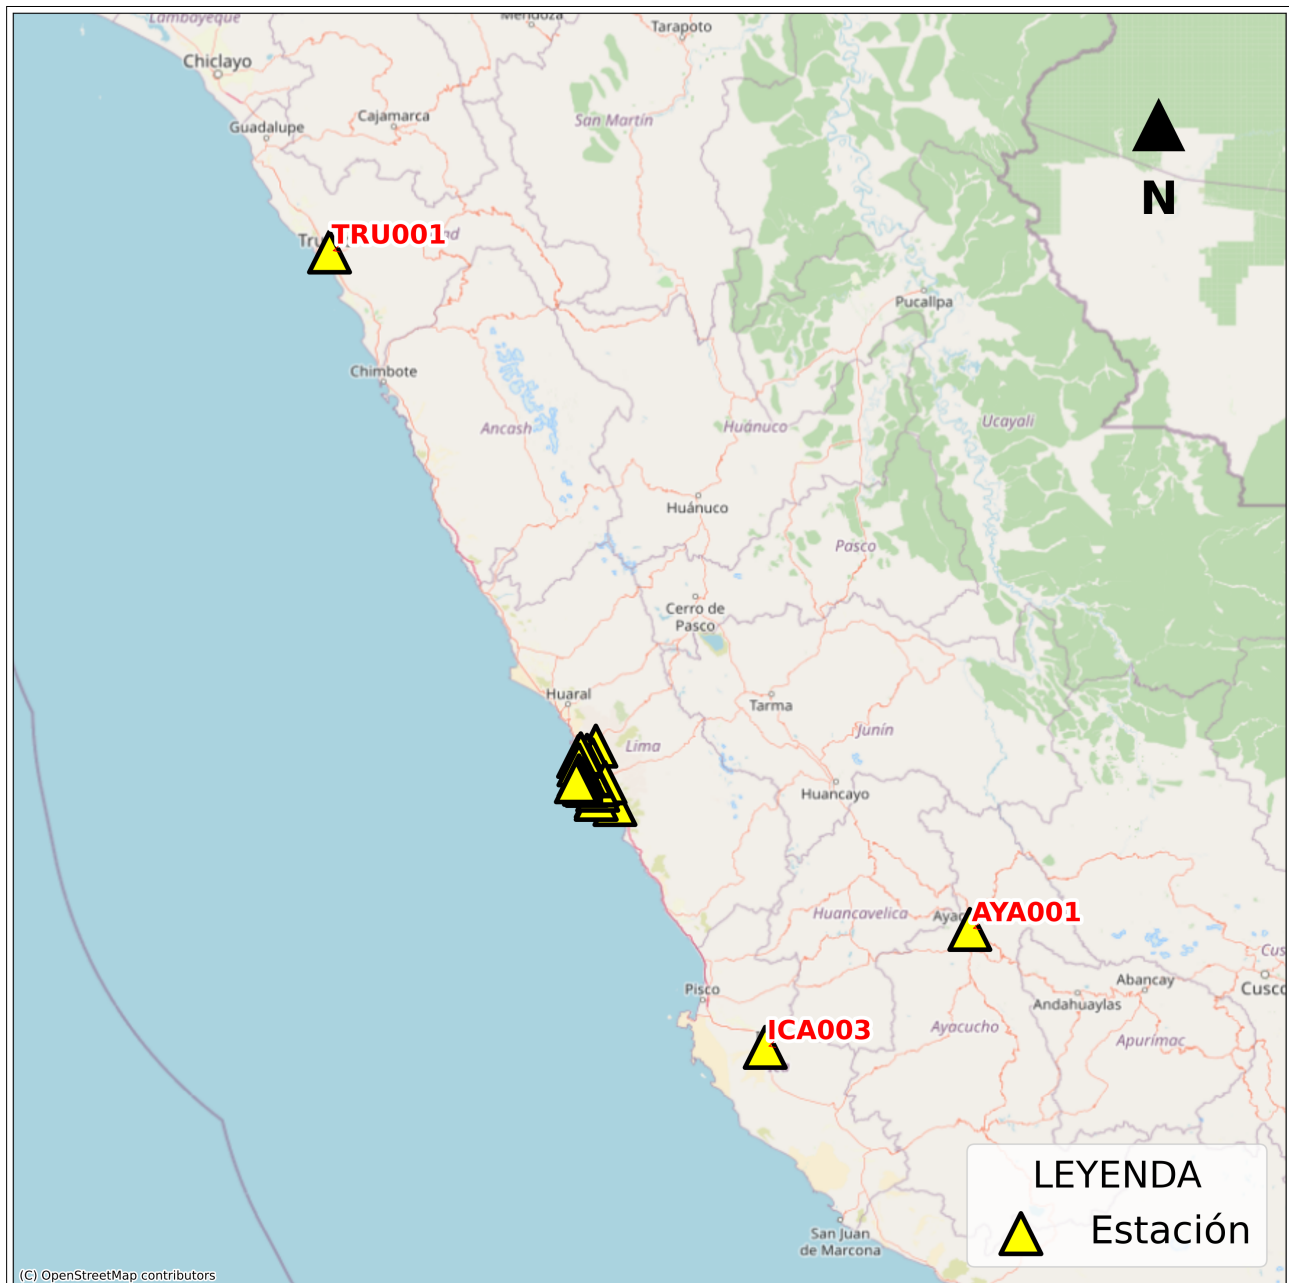 Lambayeque
Mendoza
Tarapoto
Chiclayo
Cajamarca
San Martín
Guadalupe
N
TRU001
Pucallpa
Chimbote
Ancash
Huánuco
Ucayali
Huánuco
Pasco
Cerro de
Pasco
Huaral
Tarma
Lima
Junín
Huancayo
Huancavelica
AYA001
Pisco
Abancay
Andahuaylas
ICA003
Ayacucho
Apurímac
LEYENDA
Estación
San Juan
de Marcona
(C) OpenStreetMap contributors